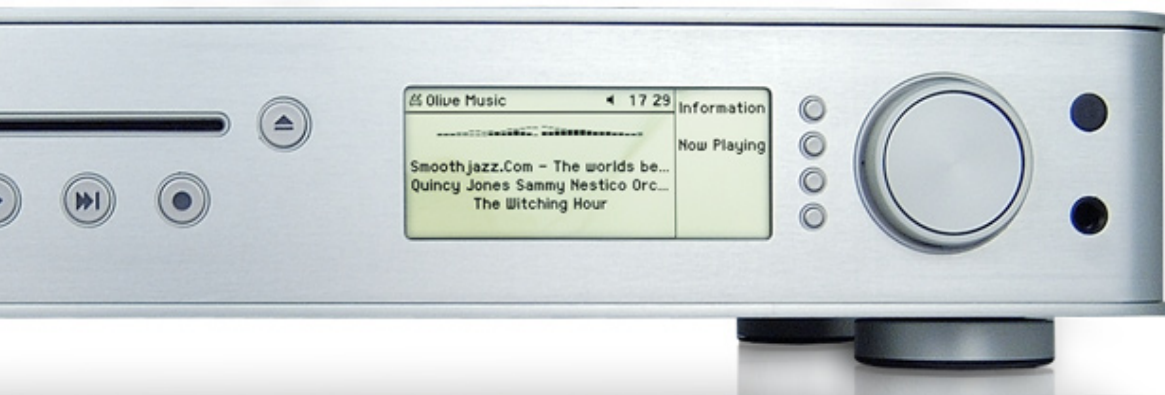 Olive Music 17 29
Information
Now Playing
Smoothjazz.Com - The worlds be...
Quincy Jones Sammy Nestico Orc...
The Witching Hour